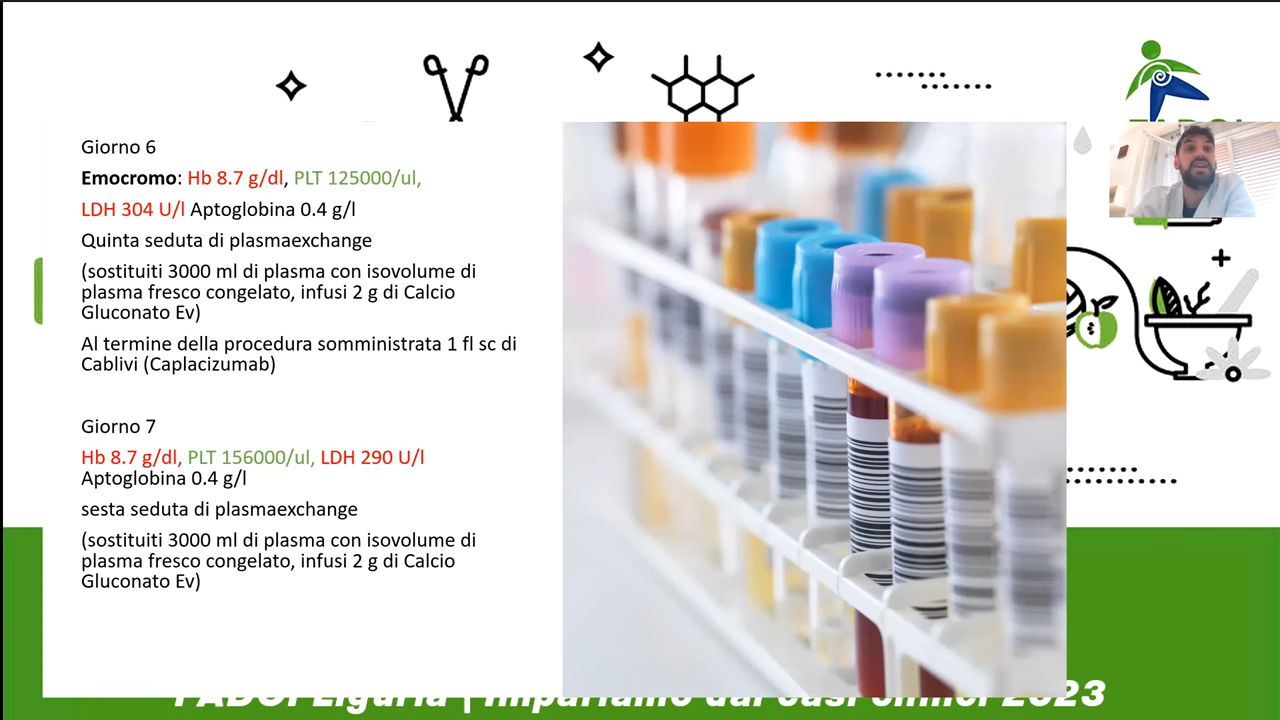 Giorno 6
Emocromo: Hb 8.7 g/dl, PLT 125000/ul,
LDH 304 U/l Aptoglobina 0.4 g/l
Quinta seduta di plasmaexchange
(sostituiti 3000 ml di plasma con isovolume di
plasma fresco congelato, infusi 2 g di Calcio
Gluconato Ev)
Al termine della procedura somministrata 1 fl sc di
Cablivi (Caplacizumab)
Giorno 7
Hb 8.7 g/dl, PLT 156000/ul, LDH 290 U/l
Aptoglobina 0.4 g/l
sesta seduta di plasmaexchange
(sostituiti 3000 ml di plasma con isovolume di
plasma fresco congelato, infusi 2 g di Calcio
Gluconato Ev)
FADOI Liguria | Impariamo dai casi clinici 2023